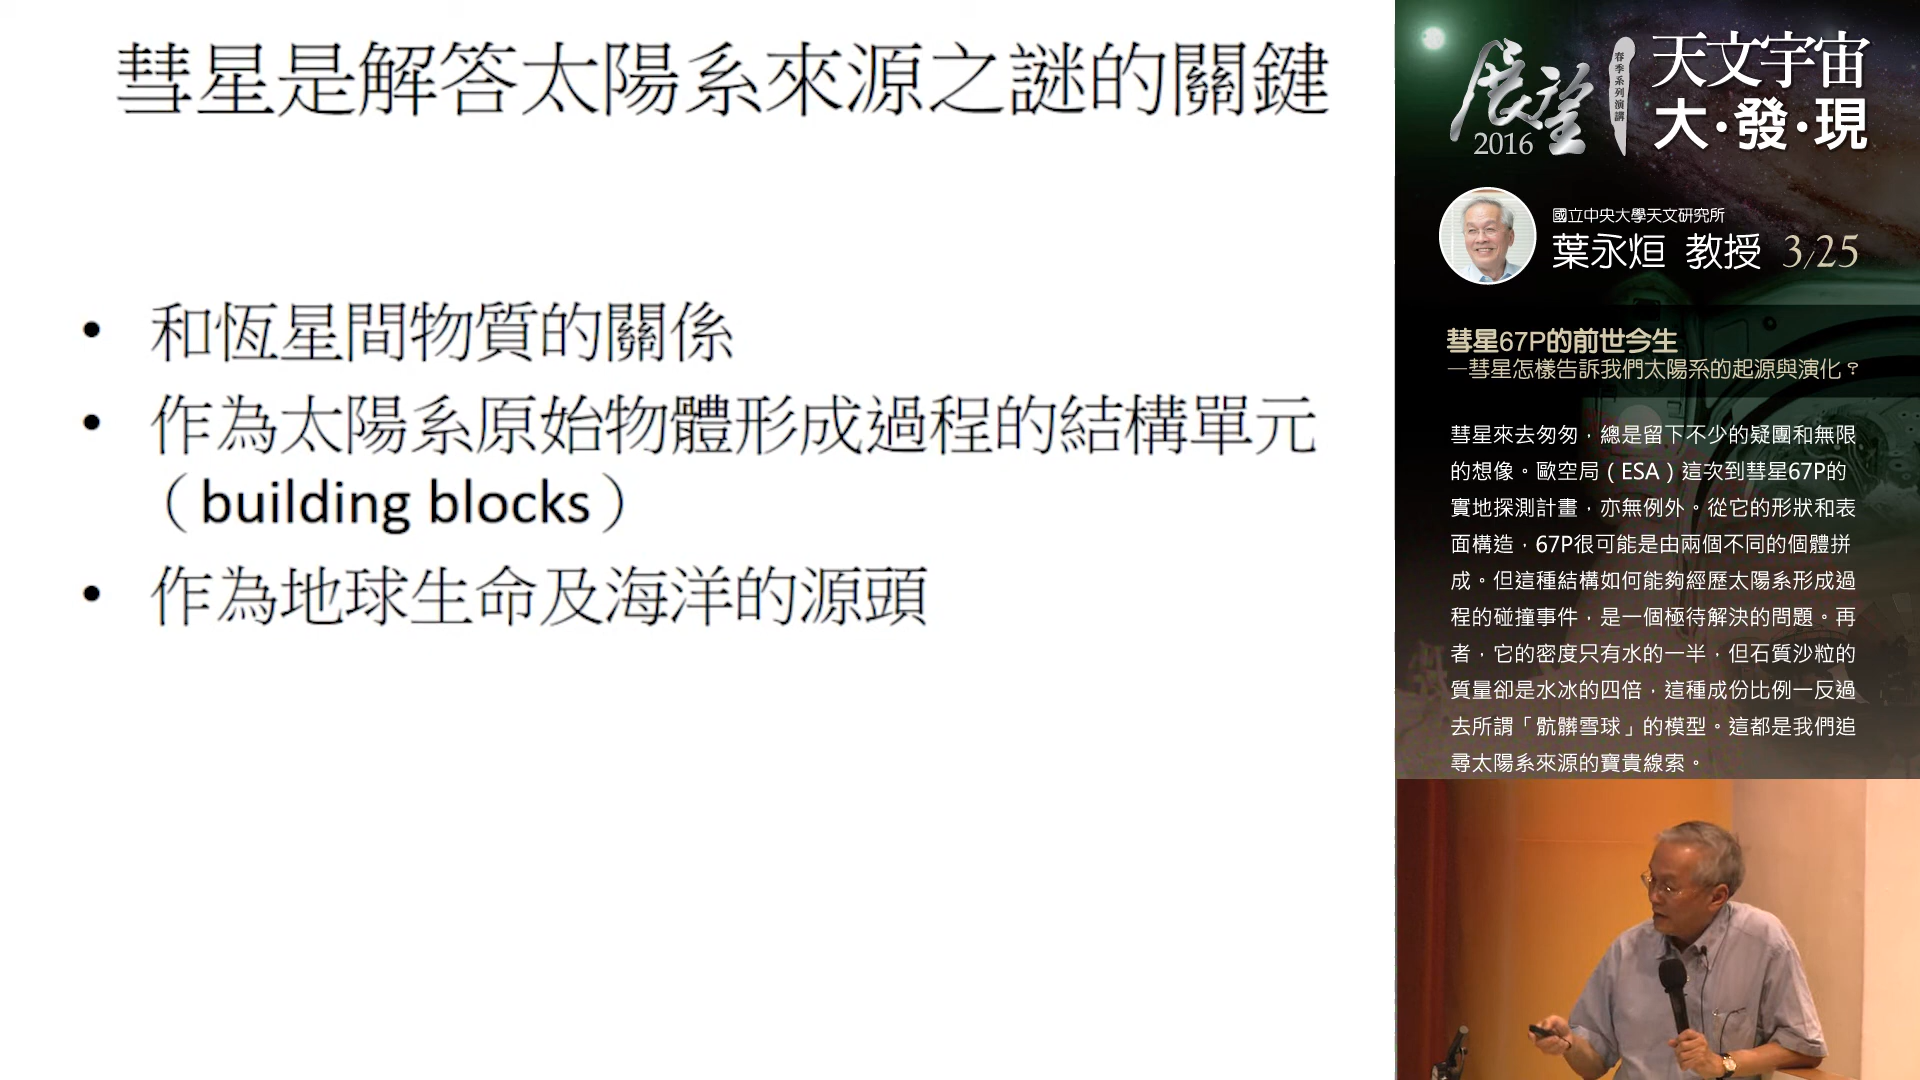 彗星是解答太陽系來源之謎的關鍵
• 和恆星間物質的關係
• 作為太陽系原始物體形成過程的結構單元
（building blocks）
• 作為地球生命及海洋的源頭
展望
2016
春季系列演講
天文宇宙
大·發·現
國立中央大學天文研究所
葉永烜 教授 3/25
彗星67P的前世今生
—彗星怎樣告訴我們太陽系的起源與演化？
彗星來去匆匆，總是留下不少的疑團和無限
的想像。歐空局（ESA）這次到彗星67P的
實地探測計畫，亦無例外。從它的形狀和表
面構造，67P很可能是由兩個不同的個體拼
成。但這種結構如何能夠經歷太陽系形成過
程的碰撞事件，是一個極待解決的問題。再
者，它的密度只有水的一半，但石質沙粒的
質量卻是水冰的四倍，這種成份比例一反過
去所謂「骯髒雪球」的模型。這都是我們追
尋太陽系來源的寶貴線索。